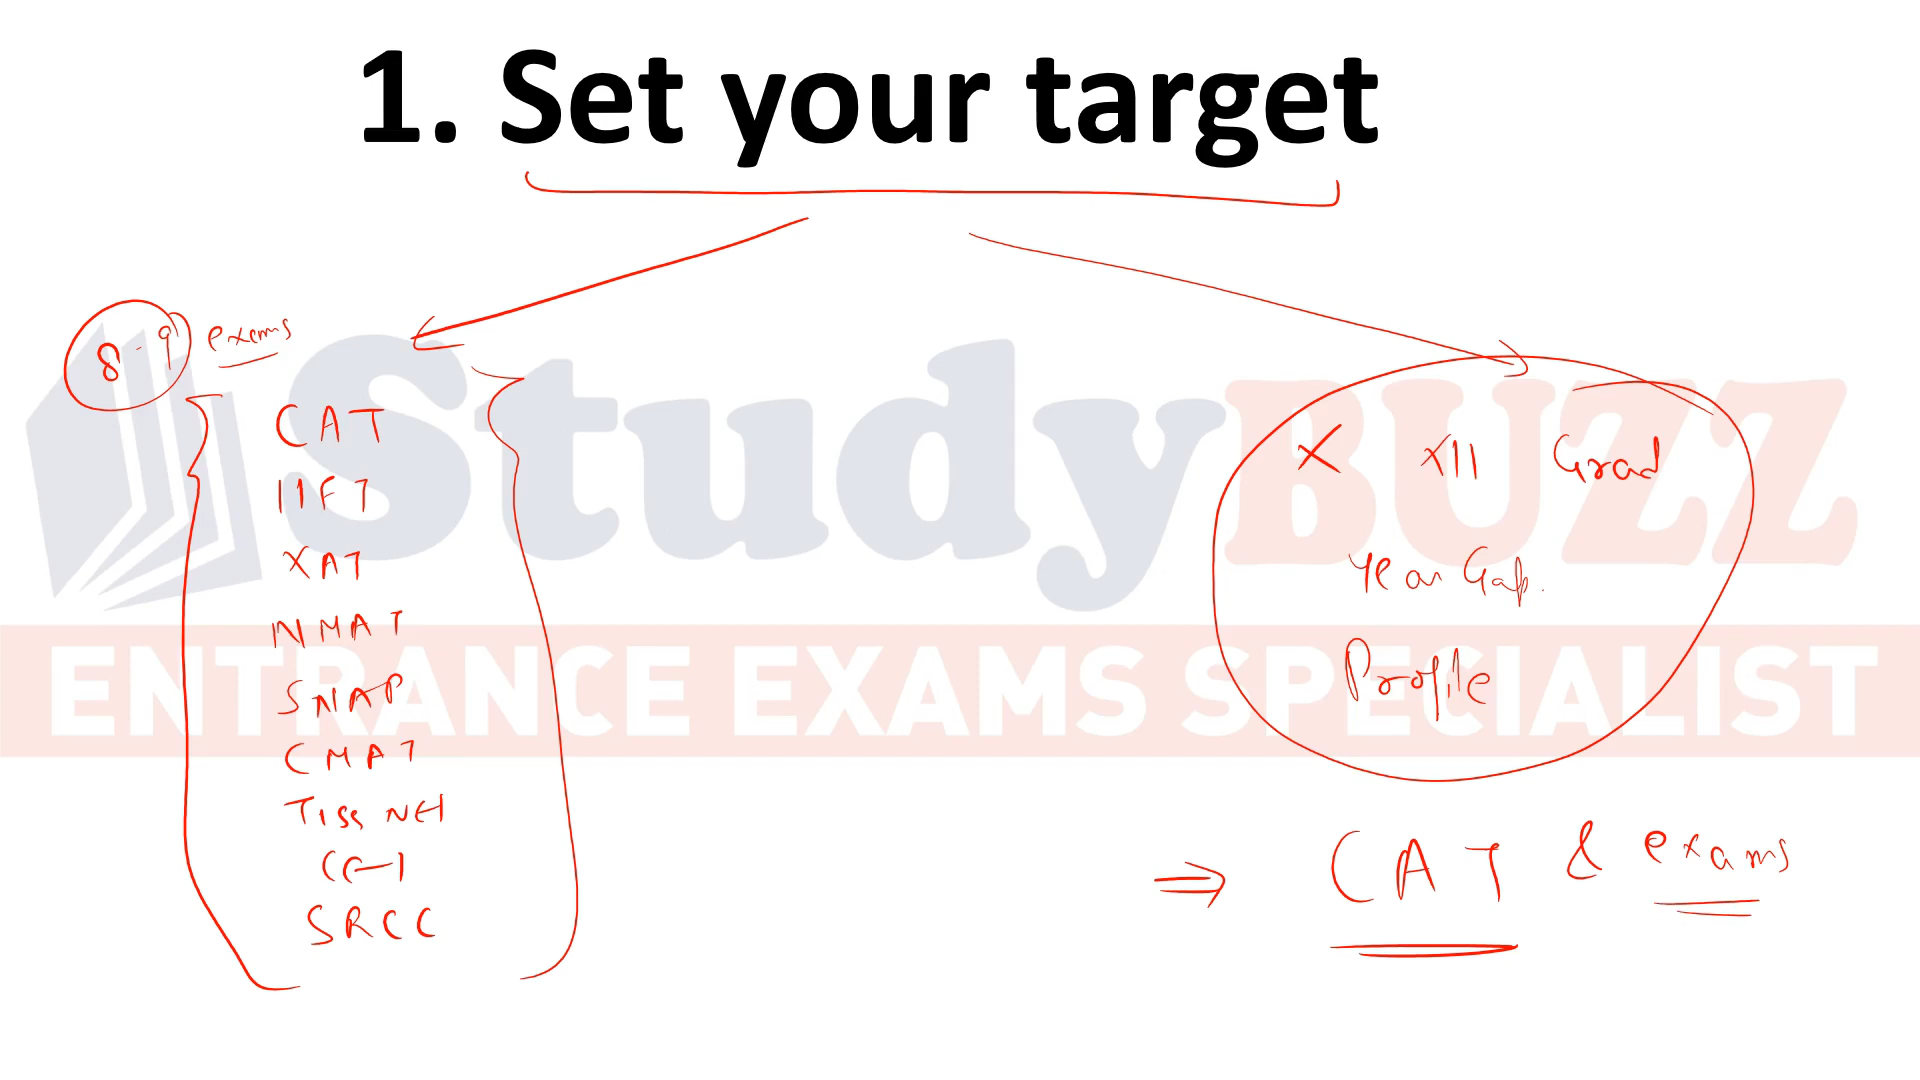 1. Set your target
8-9 exams
CAT
IIFT
XAT
NMAT
SNAP
CMAT
TISS NET
SRCC
X XII Grad
Year Gap.
Profile
⇒ CAT & exams
StudyBUZZ
ENTRANCE EXAMS SPECIALIST